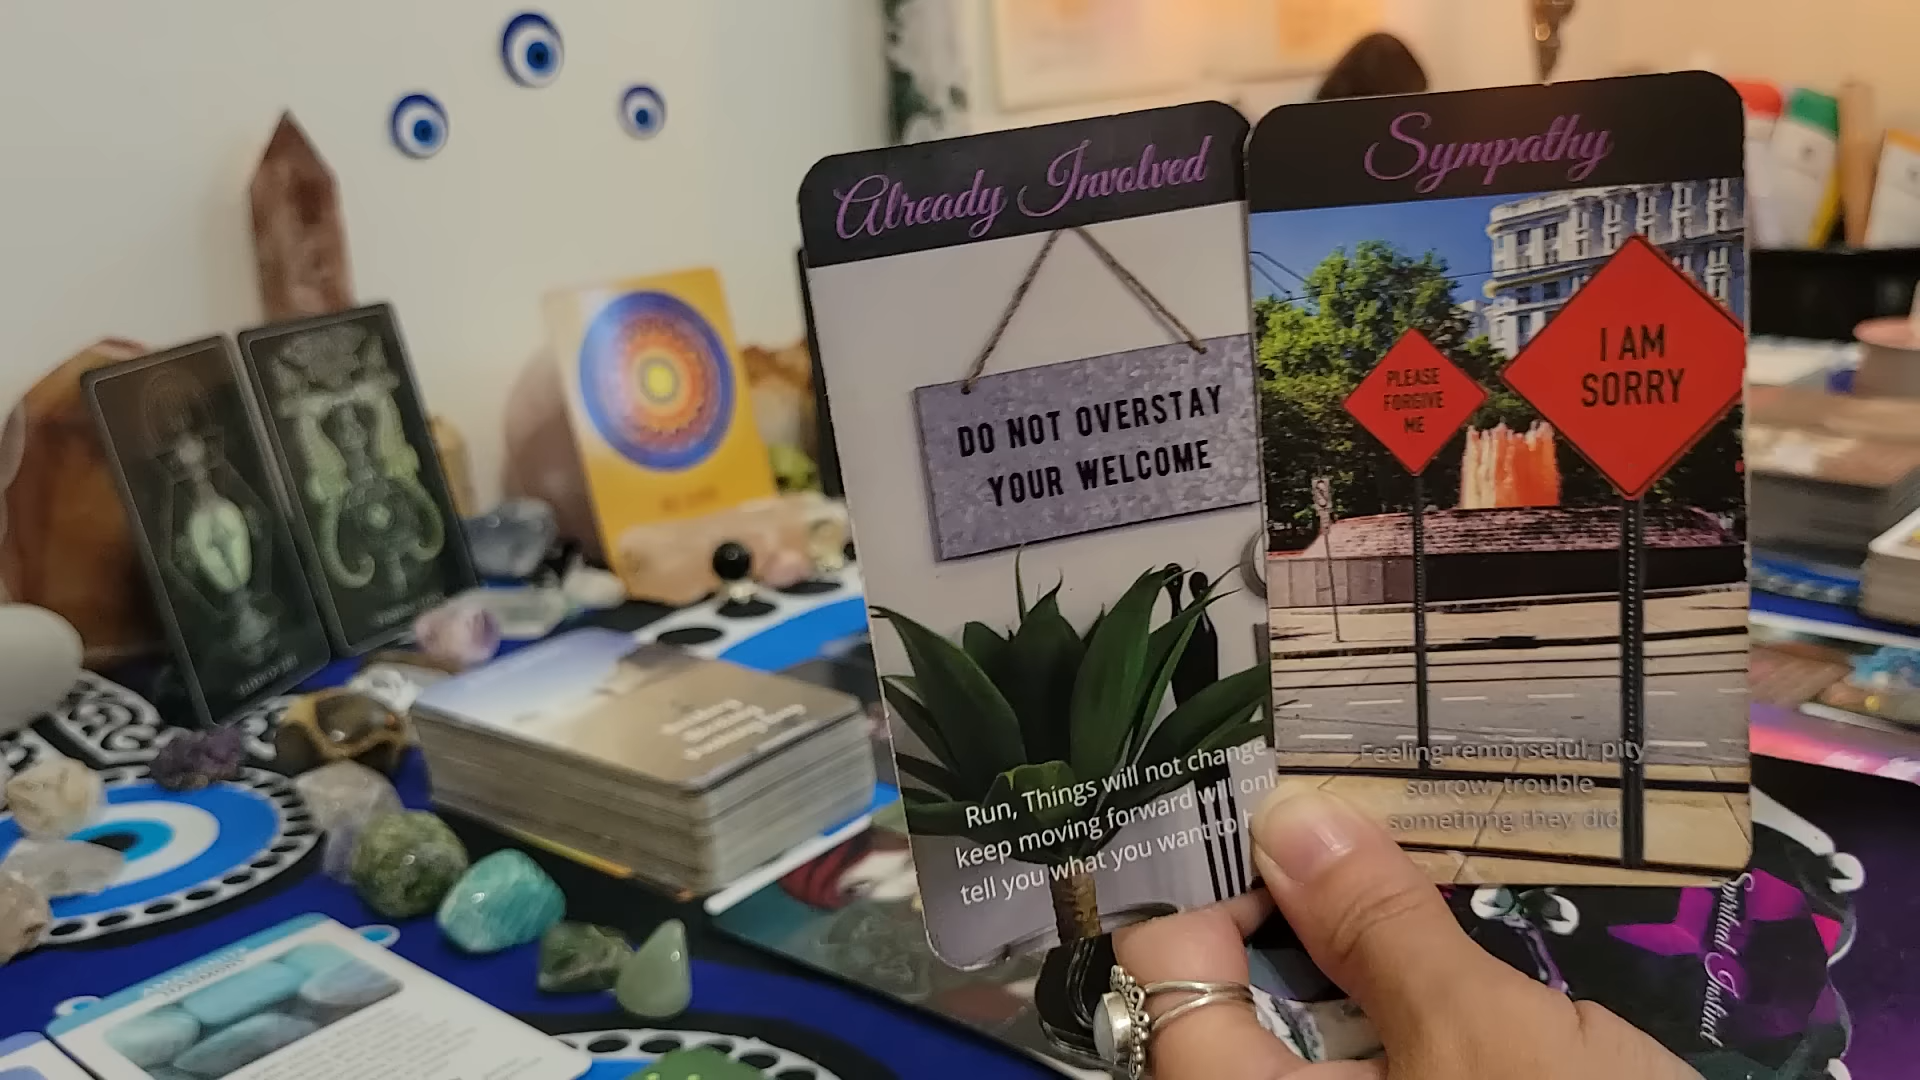 Already Involved
DO NOT OVERSTAY
YOUR WELCOME
Run, Things will not change
keep moving forward will
tell you what you want to
Sympathy
PLEASE
FORGIVE
ME
I AM
SORRY
Feeling remorseful, pity
sorrow, trouble
something they did
Spiritual Instinct